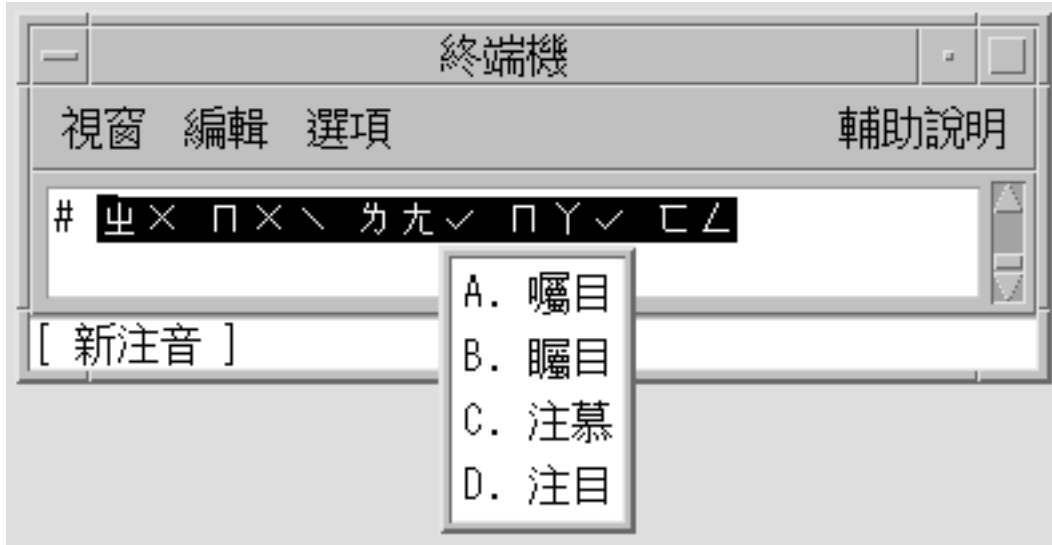 終端機
視窗 編輯 選項 輔助說明
# ㄓㄨ ㄇㄨˋ ㄌㄤˇ ㄇㄚˇ ㄈㄥ
A. 囑目
B. 矚目
C. 注慕
D. 注目
[ 新注音 ]